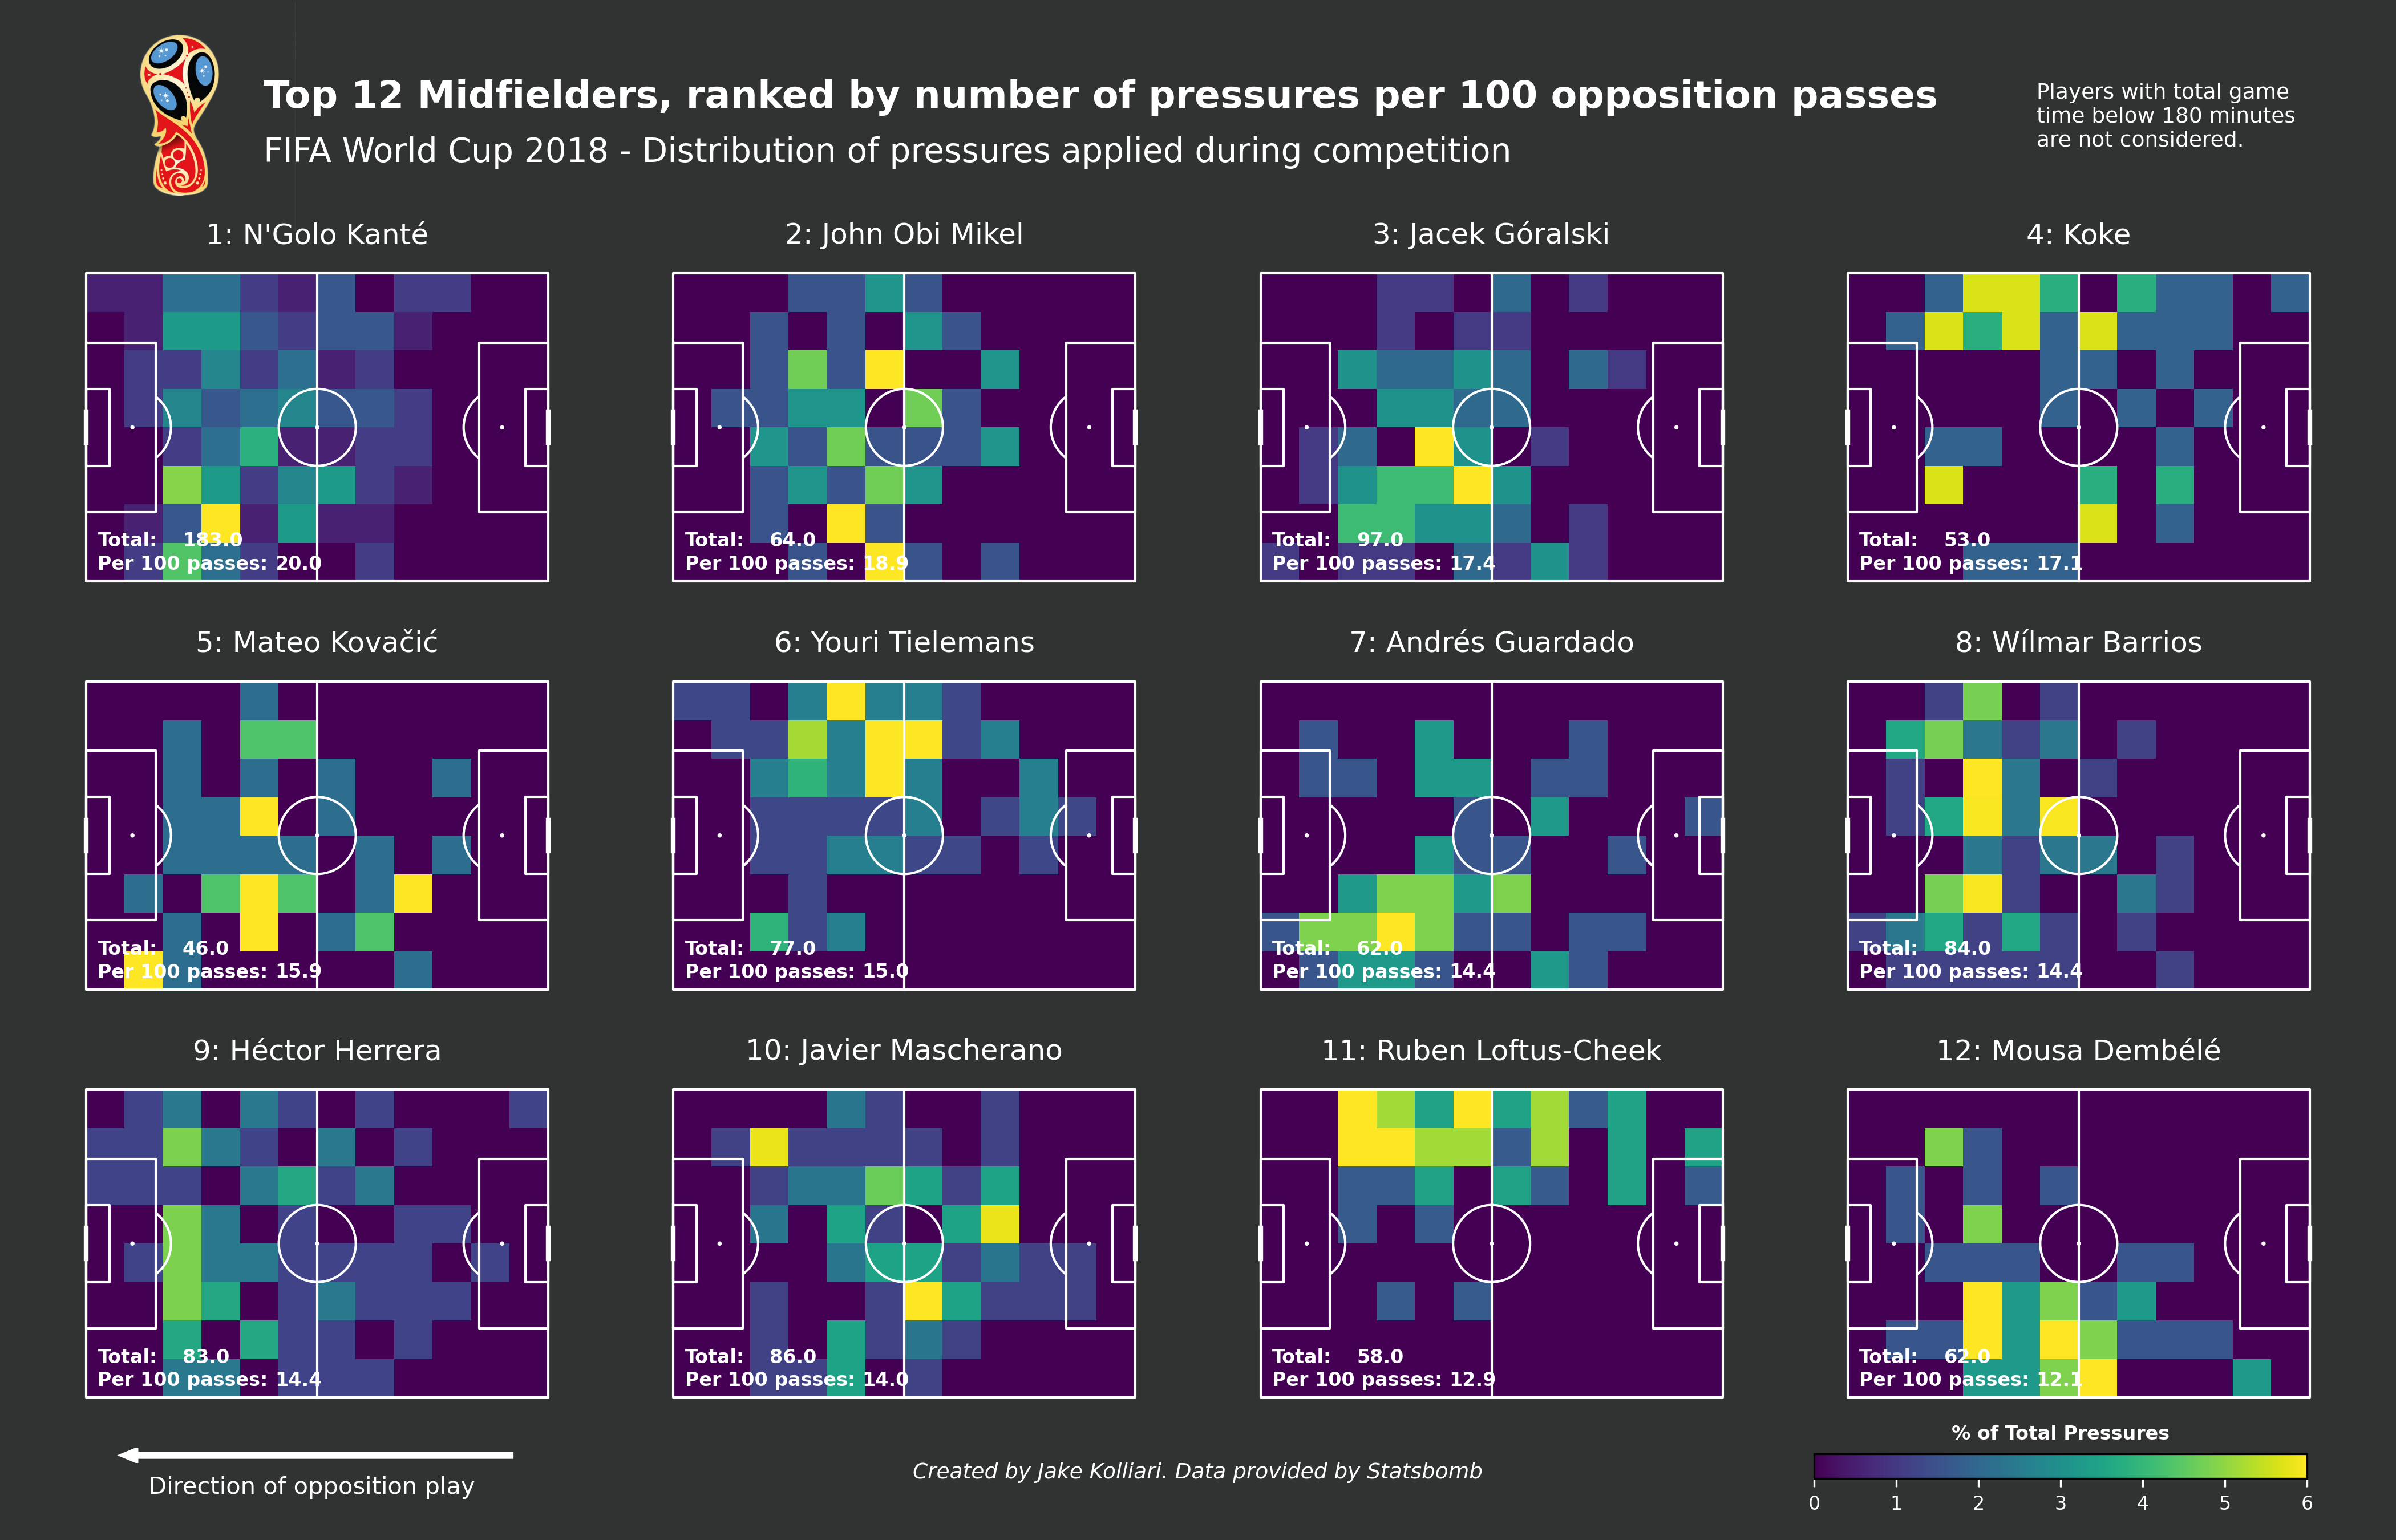 Top 12 Midfielders, ranked by number of pressures per 100 opposition passes
FIFA World Cup 2018 - Distribution of pressures applied during competition
Players with total game
time below 180 minutes
are not considered.
1: N'Golo Kanté
Total: 183.0
Per 100 passes: 20.0
2: John Obi Mikel
Total: 64.0
Per 100 passes: 18.9
3: Jacek Góralski
Total: 97.0
Per 100 passes: 17.4
4: Koke
Total: 53.0
Per 100 passes: 17.1
5: Mateo Kovačić
Total: 46.0
Per 100 passes: 15.9
6: Youri Tielemans
Total: 77.0
Per 100 passes: 15.0
7: Andrés Guardado
Total: 62.0
Per 100 passes: 14.4
8: Wílmar Barrios
Total: 84.0
Per 100 passes: 14.4
9: Héctor Herrera
Total: 83.0
Per 100 passes: 14.4
10: Javier Mascherano
Total: 86.0
Per 100 passes: 14.0
11: Ruben Loftus-Cheek
Total: 58.0
Per 100 passes: 12.9
12: Mousa Dembélé
Total: 62.0
Per 100 passes: 12.1
Direction of opposition play
Created by Jake Kolliari. Data provided by Statsbomb
% of Total Pressures
0 1 2 3 4 5 6